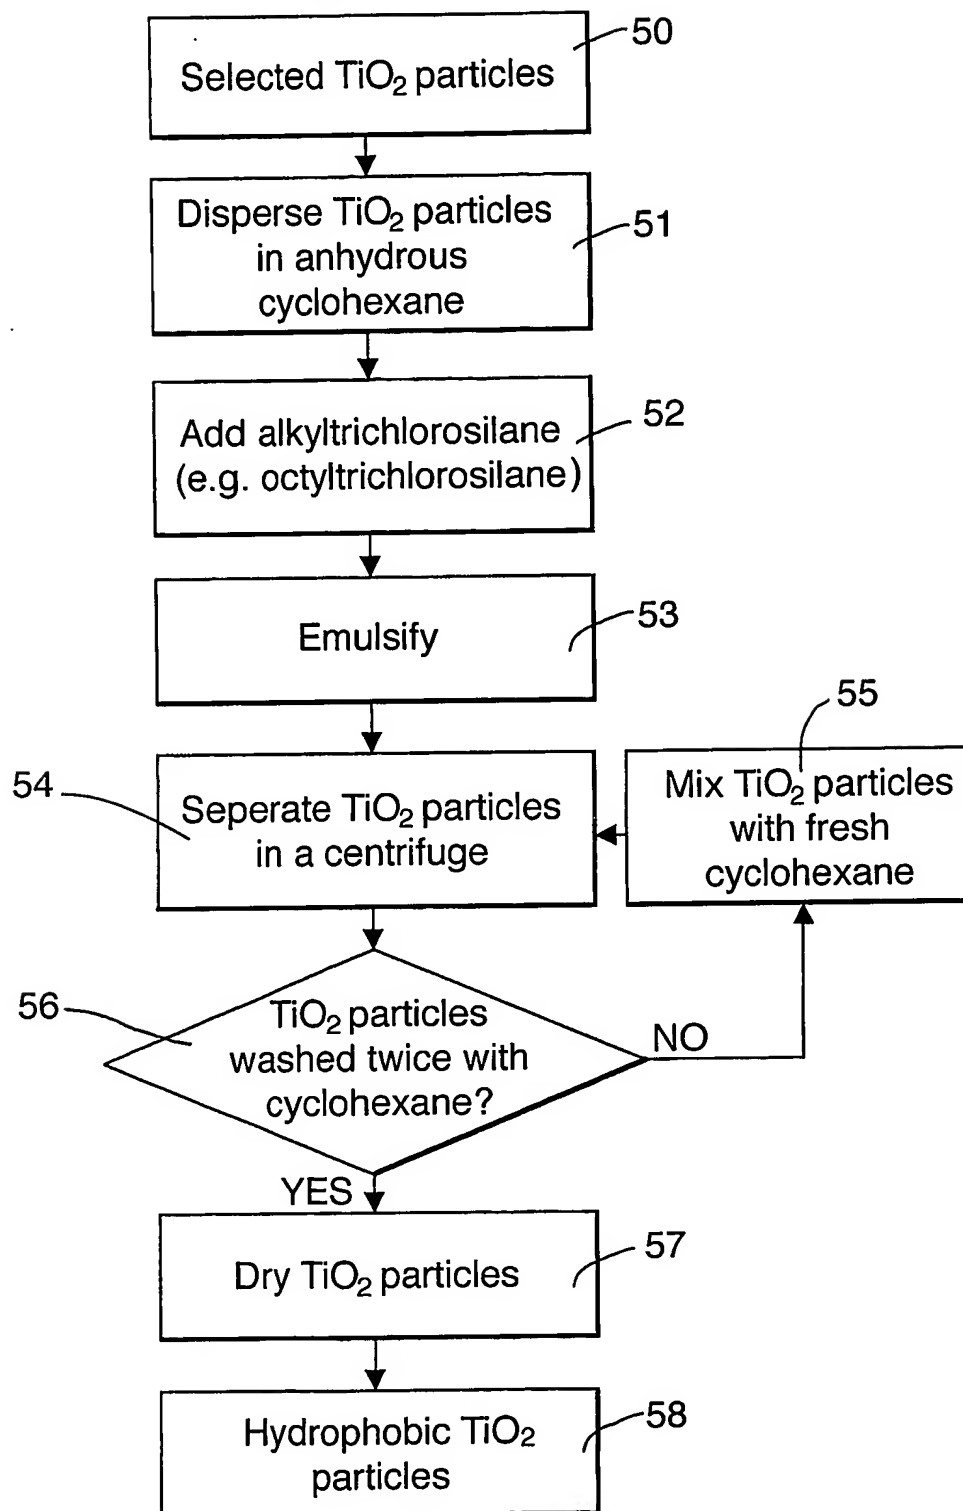 50
Selected TiO₂ particles
Disperse TiO₂ particles
in anhydrous
cyclohexane
51
Add alkyltrichlorosilane
(e.g. octyltrichlorosilane)
52
Emulsify
53
54
Seperate TiO₂ particles
in a centrifuge
55
Mix TiO₂ particles
with fresh
cyclohexane
56
TiO₂ particles
washed twice with
cyclohexane?
NO
YES
Dry TiO₂ particles
57
Hydrophobic TiO₂
particles
58